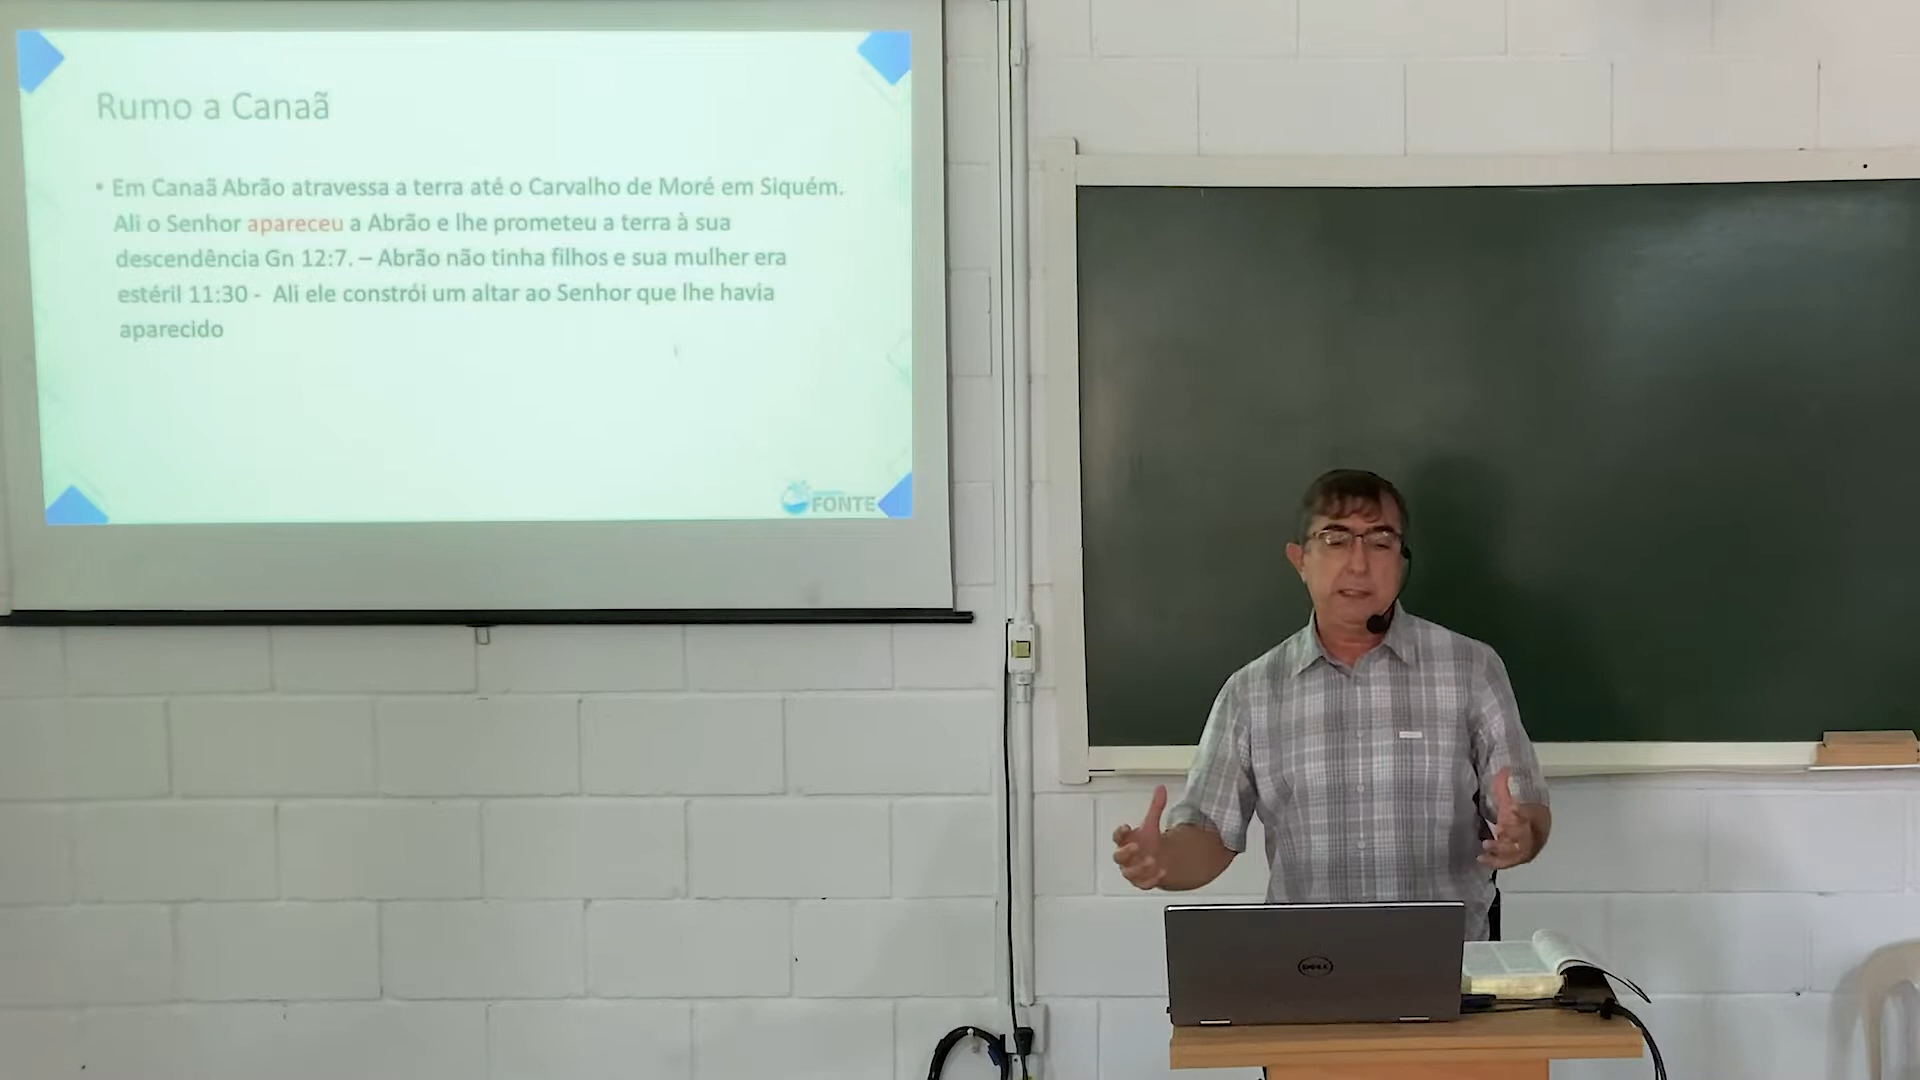 Rumo a Canaã
• Em Canaã Abrão atravessa a terra até o Carvalho de Moré em Siquém.
Ali o Senhor apareceu a Abrão e lhe prometeu a terra à sua
descendência Gn 12:7. – Abrão não tinha filhos e sua mulher era
estéril 11:30 - Ali ele constrói um altar ao Senhor que lhe havia
aparecido
FONTE
DELL